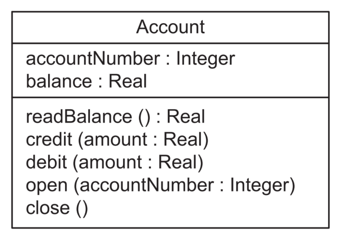 Account
accountNumber : Integer
balance : Real
readBalance () : Real
credit (amount : Real)
debit (amount : Real)
open (accountNumber : Integer)
close ()